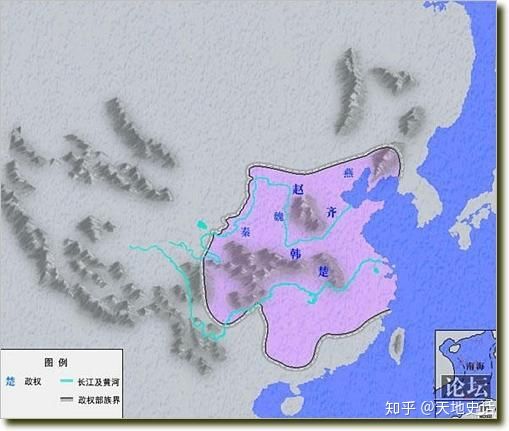 燕
赵
齐
魏
秦
韩
楚
图 例
楚 政权
长江及黄河
政权部族界
南海
论坛
知乎 @天地史话